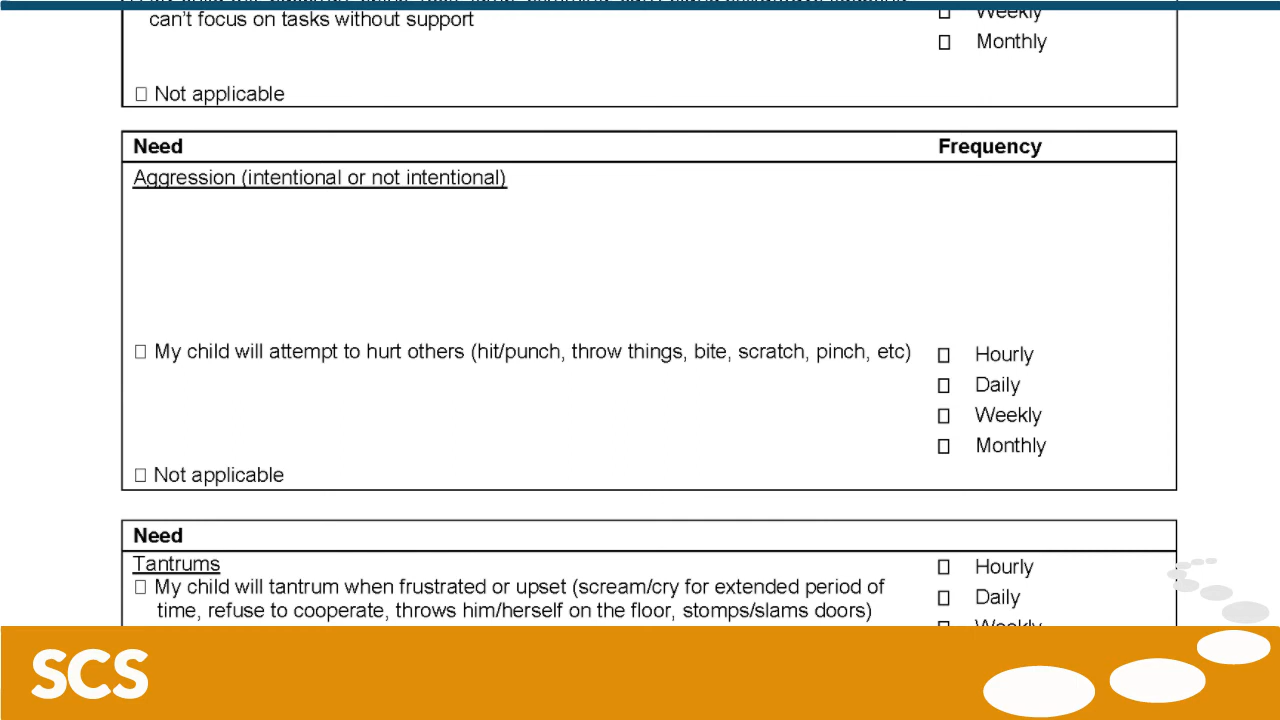 can't focus on tasks without support
Weekly
☐ Monthly
☐ Not applicable
Need Frequency
Aggression (intentional or not intentional)
☐ My child will attempt to hurt others (hit/punch, throw things, bite, scratch, pinch, etc) ☐ Hourly
☐ Daily
☐ Weekly
☐ Monthly
☐ Not applicable
Need
Tantrums ☐ Hourly
☐ My child will tantrum when frustrated or upset (scream/cry for extended period of
☐ Daily
time, refuse to cooperate, throws him/herself on the floor, stomps/slams doors)
Weekly
SCS